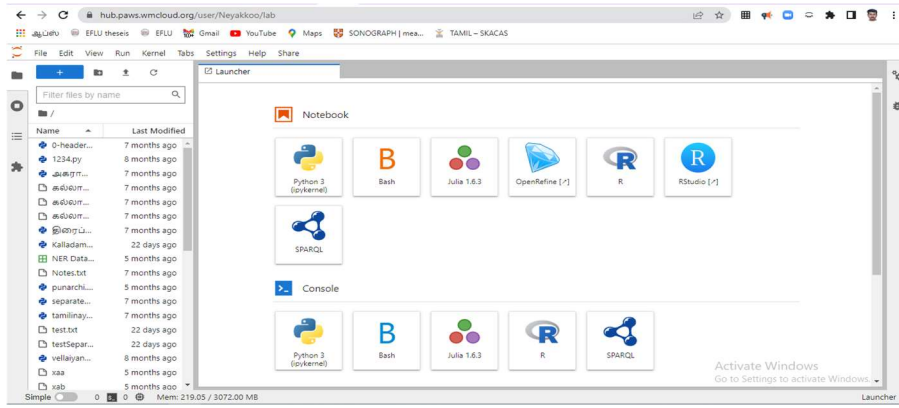 hub.paws.wmcloud.org/user/Neyakkoo/lab
ஆய்வு EFLU theseis EFLU Gmail YouTube Maps SONOGRAPH | mea... TAMIL – SKACAS
File Edit View Run Kernel Tabs Settings Help Share
Launcher
Filter files by name
/
Name Last Modified
0-header... 7 months ago
1234.py 8 months ago
அகரா... 7 months ago
கல்லா... 7 months ago
கல்லா... 7 months ago
கல்லா... 7 months ago
இரைப்... 7 months ago
Kalladam... 22 days ago
NER Data... 5 months ago
Notes.txt 7 months ago
punarchi.... 5 months ago
separate... 7 months ago
tamilinay... 7 months ago
test.txt 22 days ago
testSepar... 22 days ago
vellaiyan... 8 months ago
xaa 5 months ago
xab 5 months ago
Notebook
Python 3 (ipykernel)
Bash
Julia 1.6.3
OpenRefine [↗]
R
RStudio [↗]
SPARQL
Console
Python 3 (ipykernel)
Bash
Julia 1.6.3
R
SPARQL
Activate Windows
Go to Settings to activate Windows.
Simple 0 0 Mem: 219.05 / 3072.00 MB Launcher